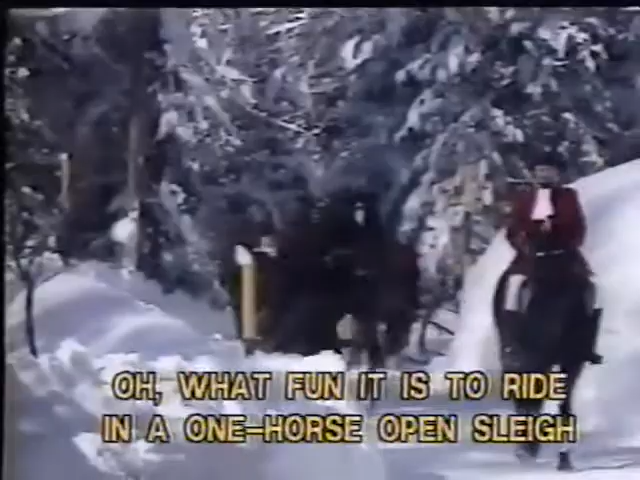 OH, WHAT FUN IT IS TO RIDE
IN A ONE-HORSE OPEN SLEIGH